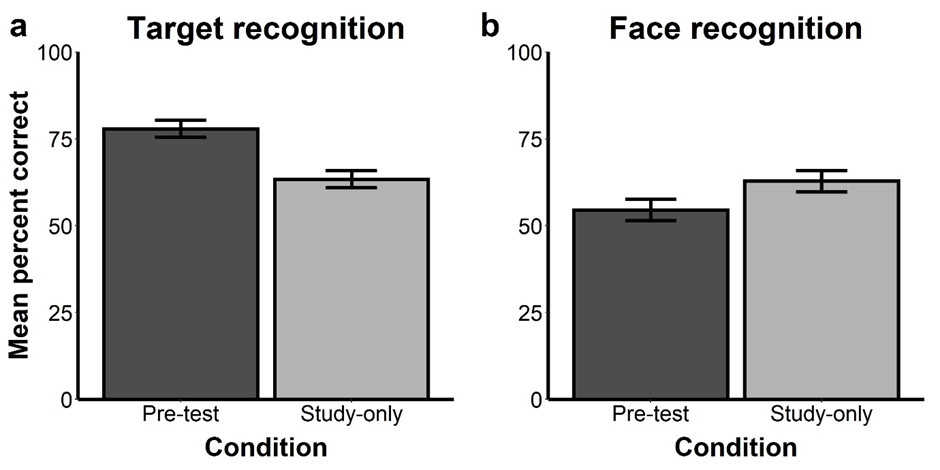 a Target recognition
Mean percent correct
100
75
50
25
0
Pre-test Study-only
Condition
b Face recognition
100
75
50
25
0
Pre-test Study-only
Condition